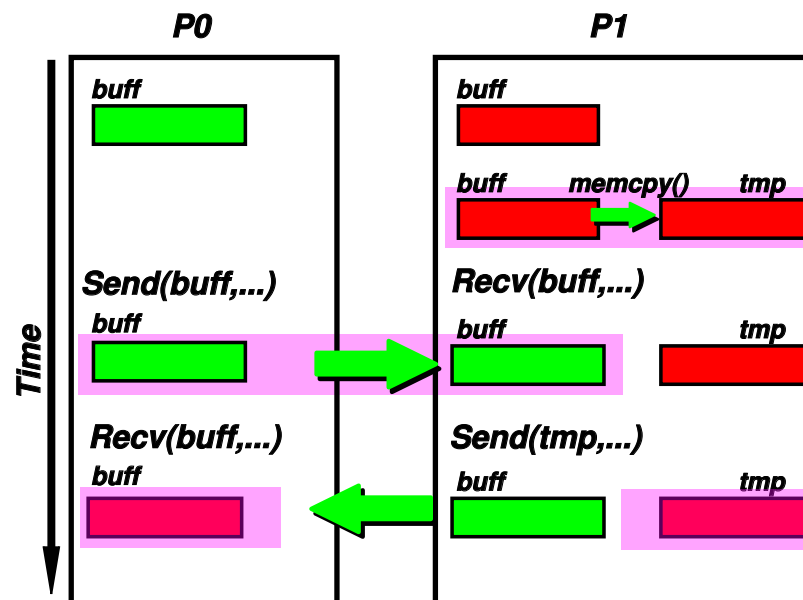 P0
P1
buff
buff
buff
memcpy()
tmp
Send(buff,...)
Recv(buff,...)
buff
buff
tmp
Time
Recv(buff,...)
Send(tmp,...)
buff
buff
tmp